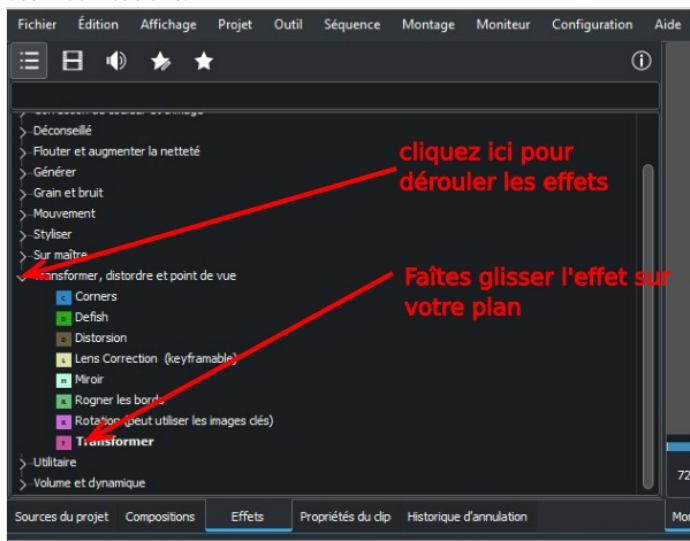 Fichier Édition Affichage Projet Outil Séquence Montage Moniteur Configuration Aide
Déconseillé
Flouter et augmenter la netteté
Générer
Grain et bruit
Mouvement
Styliser
Sur maître
Transformer, distordre et point de vue
Corners
Defish
Distorsion
Lens Correction (keyframable)
Miroir
Rogner les bords
Rotation (peut utiliser les images clés)
Transformer
Utilitaire
Volume et dynamique
cliquez ici pour
dérouler les effets
Faîtes glisser l'effet sur
votre plan
72
Sources du projet Compositions Effets Propriétés du clip Historique d'annulation